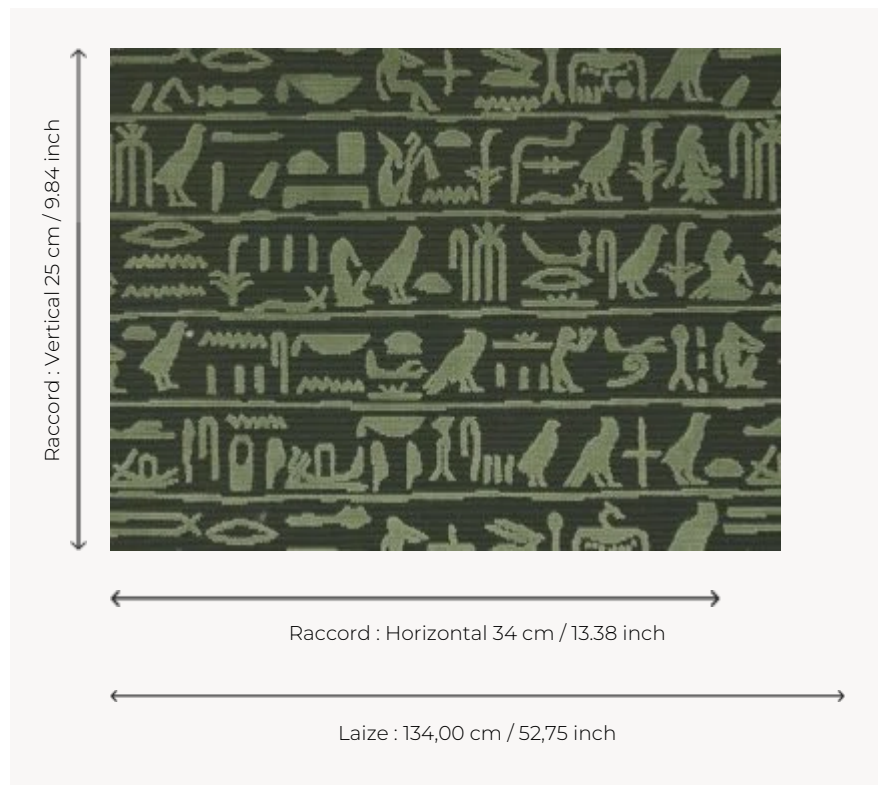 Raccord : Vertical 25 cm / 9.84 inch
Raccord : Horizontal 34 cm / 13.38 inch
Laize : 134,00 cm / 52,75 inch